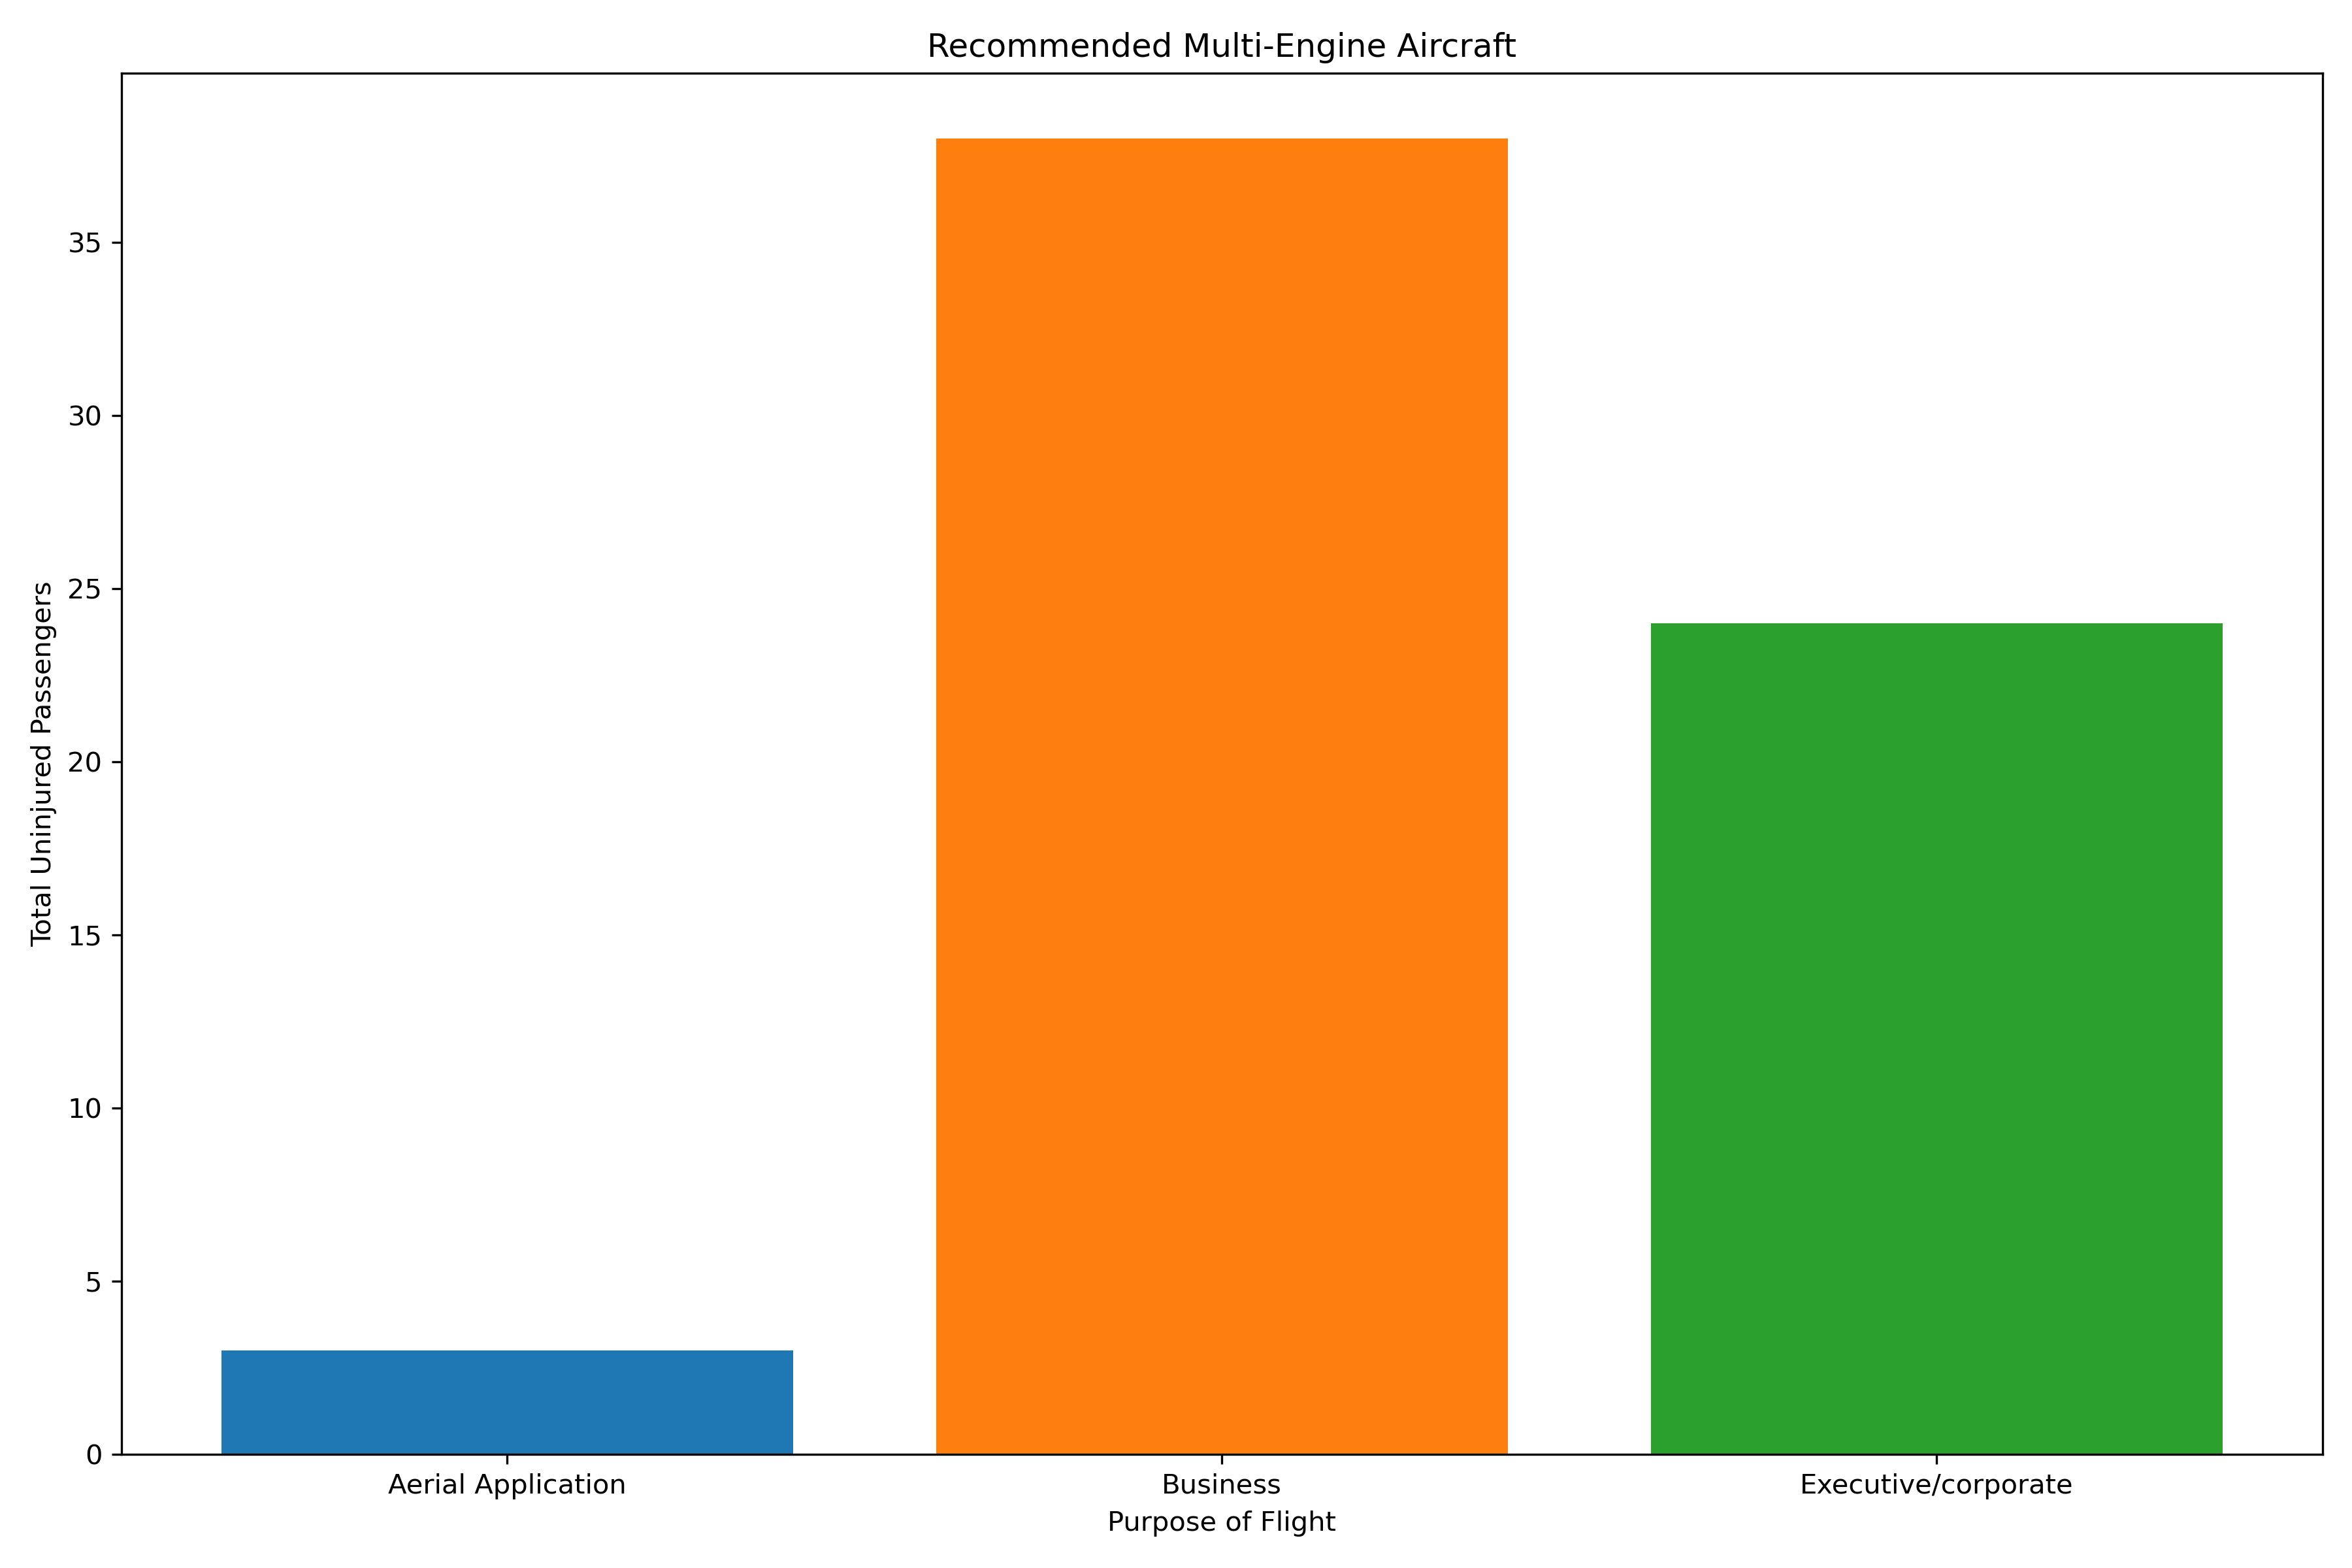 Recommended Multi-Engine Aircraft
Total Uninjured Passengers
35
30
25
20
15
10
5
0
Aerial Application
Business
Executive/corporate
Purpose of Flight